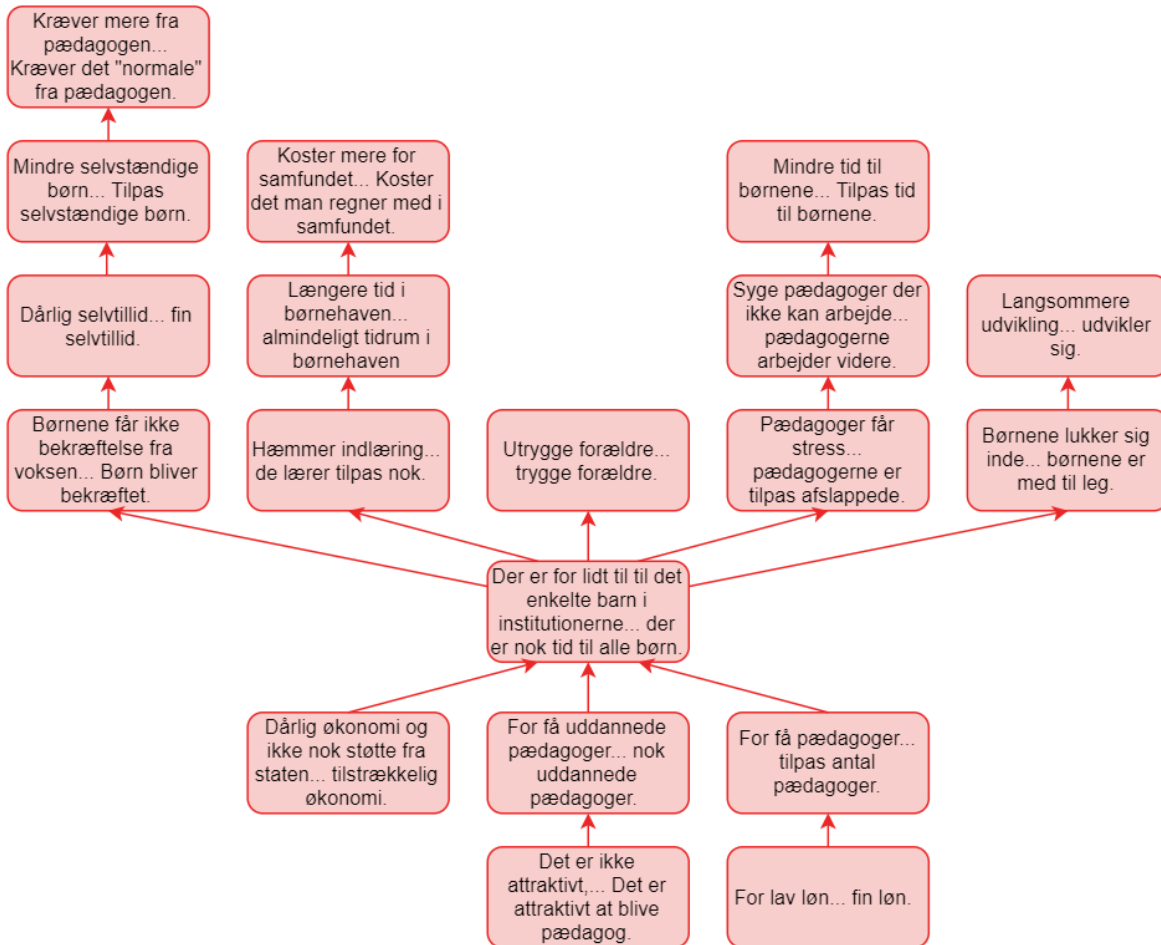 Kræver mere fra
pædagogen...
Kræver det "normale"
fra pædagogen.
Mindre selvstændige
børn... Tilpas
selvstændige børn.
Koster mere for
samfundet... Koster
det man regner med i
samfundet.
Mindre tid til
børnene... Tilpas tid
til børnene.
Dårlig selvtillid... fin
selvtillid.
Længere tid i
børnehaven...
almindeligt tidrum i
børnehaven
Syge pædagoger der
ikke kan arbejde...
pædagogerne
arbejder videre.
Langsommere
udvikling... udvikler
sig.
Børnene får ikke
bekræftelse fra
voksen... Børn bliver
bekræftet.
Hæmmer indlæring...
de lærer tilpas nok.
Utrygge forældre...
trygge forældre.
Pædagoger får
stress...
pædagogerne er
tilpas afslappede.
Børnene lukker sig
inde... børnene er
med til leg.
Der er for lidt til til det
enkelte barn i
institutionerne... der
er nok tid til alle børn.
Dårlig økonomi og
ikke nok støtte fra
staten... tilstrækkelig
økonomi.
For få uddannede
pædagoger... nok
uddannede
pædagoger.
For få pædagoger...
tilpas antal
pædagoger.
Det er ikke
attraktivt,... Det er
attraktivt at blive
pædagog.
For lav løn... fin løn.